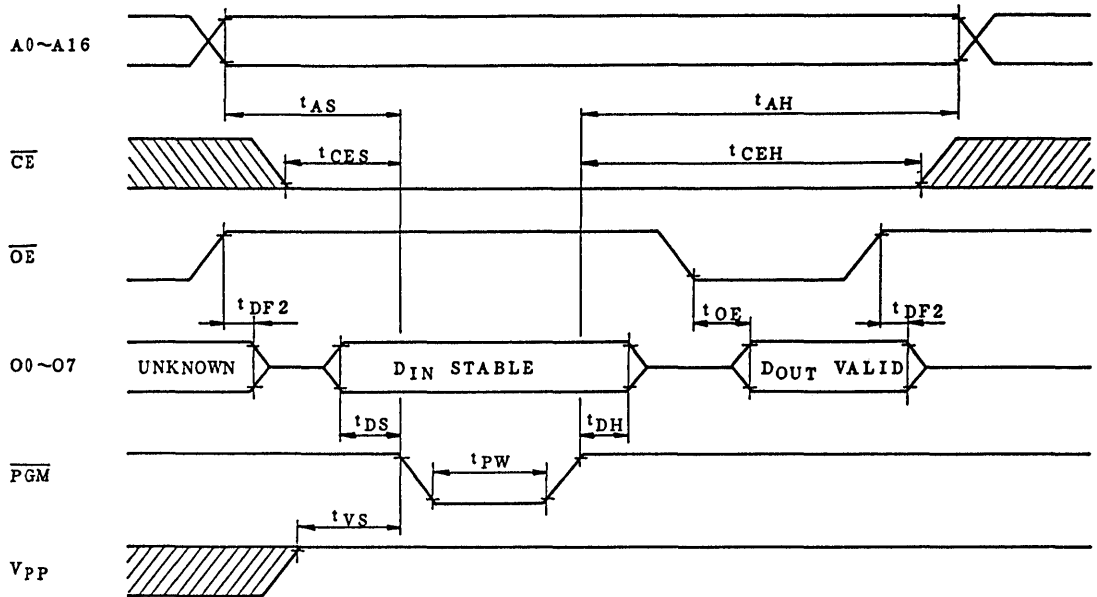 A0~A16
tAS
tAH
CE
tCES
tCEH
OE
tDF2
tOE
tDF2
O0~O7
UNKNOWN
DIN STABLE
DOUT VALID
tDS
tDH
PGM
tPW
tVS
VPP